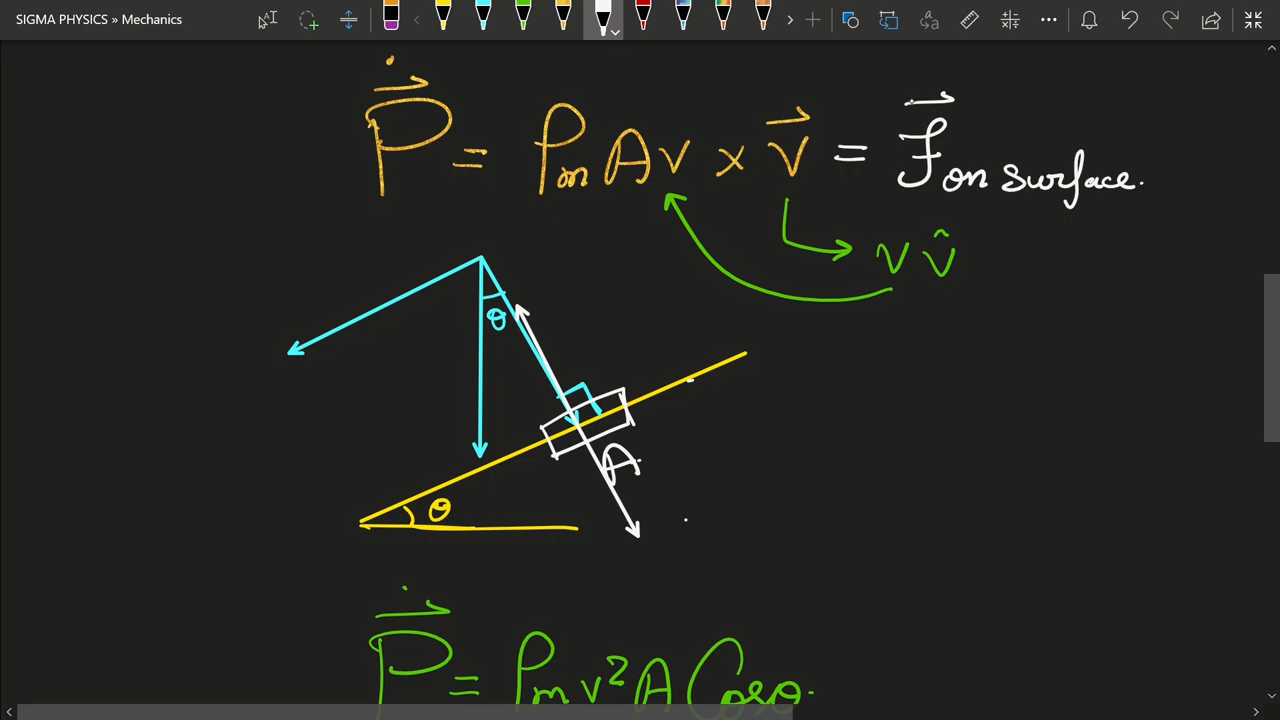 SIGMA PHYSICS » Mechanics
P⃗̇ = ρm A v × v⃗ = F⃗ on surface.
v v̂
θ
A
θ
P⃗̇ = ρm v² A Cosθ.